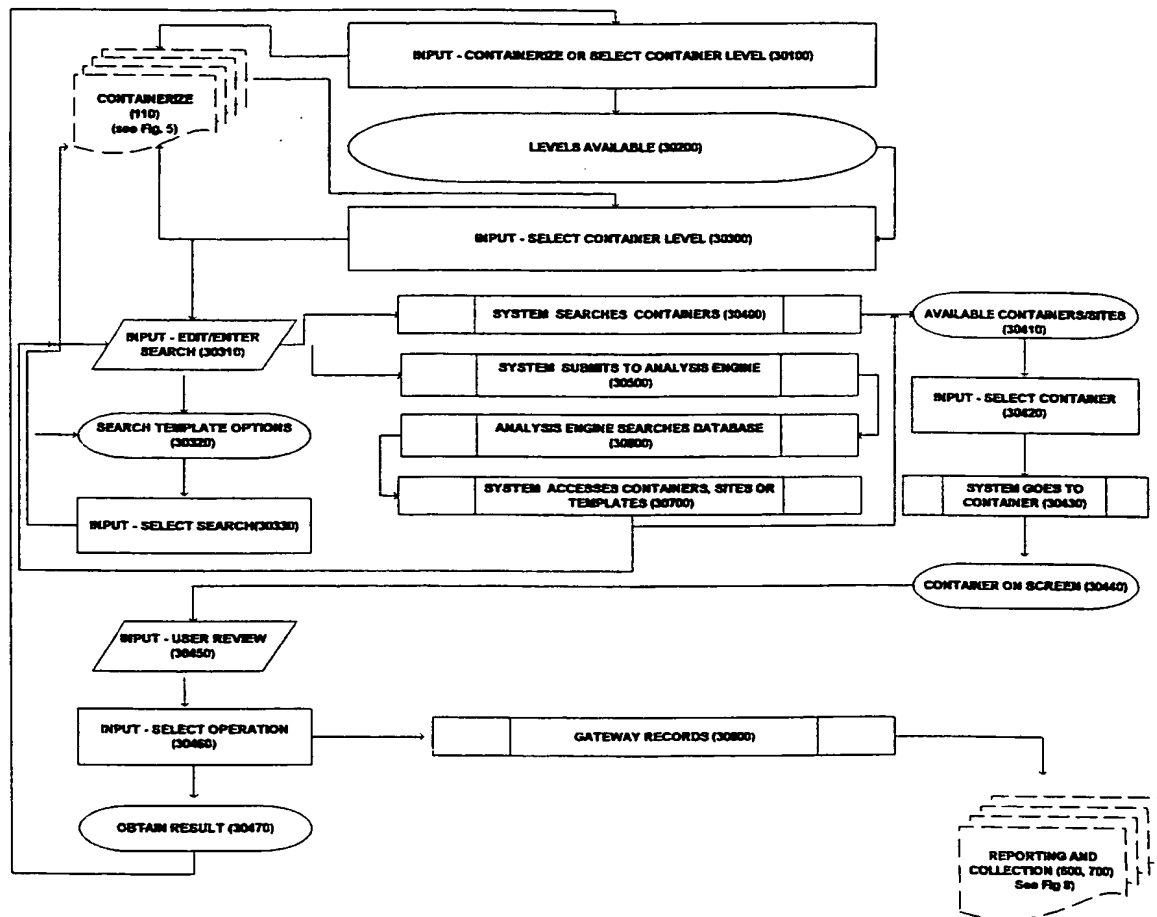 INPUT - CONTAINERIZE OR SELECT CONTAINER LEVEL (30100)
CONTAINERIZE
(110)
(see Fig. 5)
LEVELS AVAILABLE (30200)
INPUT - SELECT CONTAINER LEVEL (30300)
INPUT - EDIT/ENTER
SEARCH (30310)
SYSTEM SEARCHES CONTAINERS (30400)
AVAILABLE CONTAINERS/SITES
(30410)
SYSTEM SUBMITS TO ANALYSIS ENGINE
(30500)
INPUT - SELECT CONTAINER
(30420)
SEARCH TEMPLATE OPTIONS
(30320)
ANALYSIS ENGINE SEARCHES DATABASE
(30600)
SYSTEM ACCESSES CONTAINERS, SITES OR
TEMPLATES (30700)
SYSTEM GOES TO
CONTAINER (30430)
INPUT - SELECT SEARCH(30330)
CONTAINER ON SCREEN (30440)
INPUT - USER REVIEW
(30450)
INPUT - SELECT OPERATION
(30460)
GATEWAY RECORDS (30800)
OBTAIN RESULT (30470)
REPORTING AND
COLLECTION (600, 700)
See Fig 8)